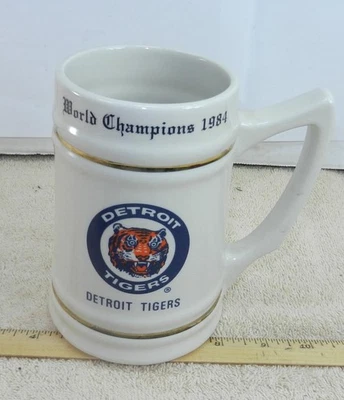 World Champions 1984
DETROIT
TIGERS
®
DETROIT TIGERS